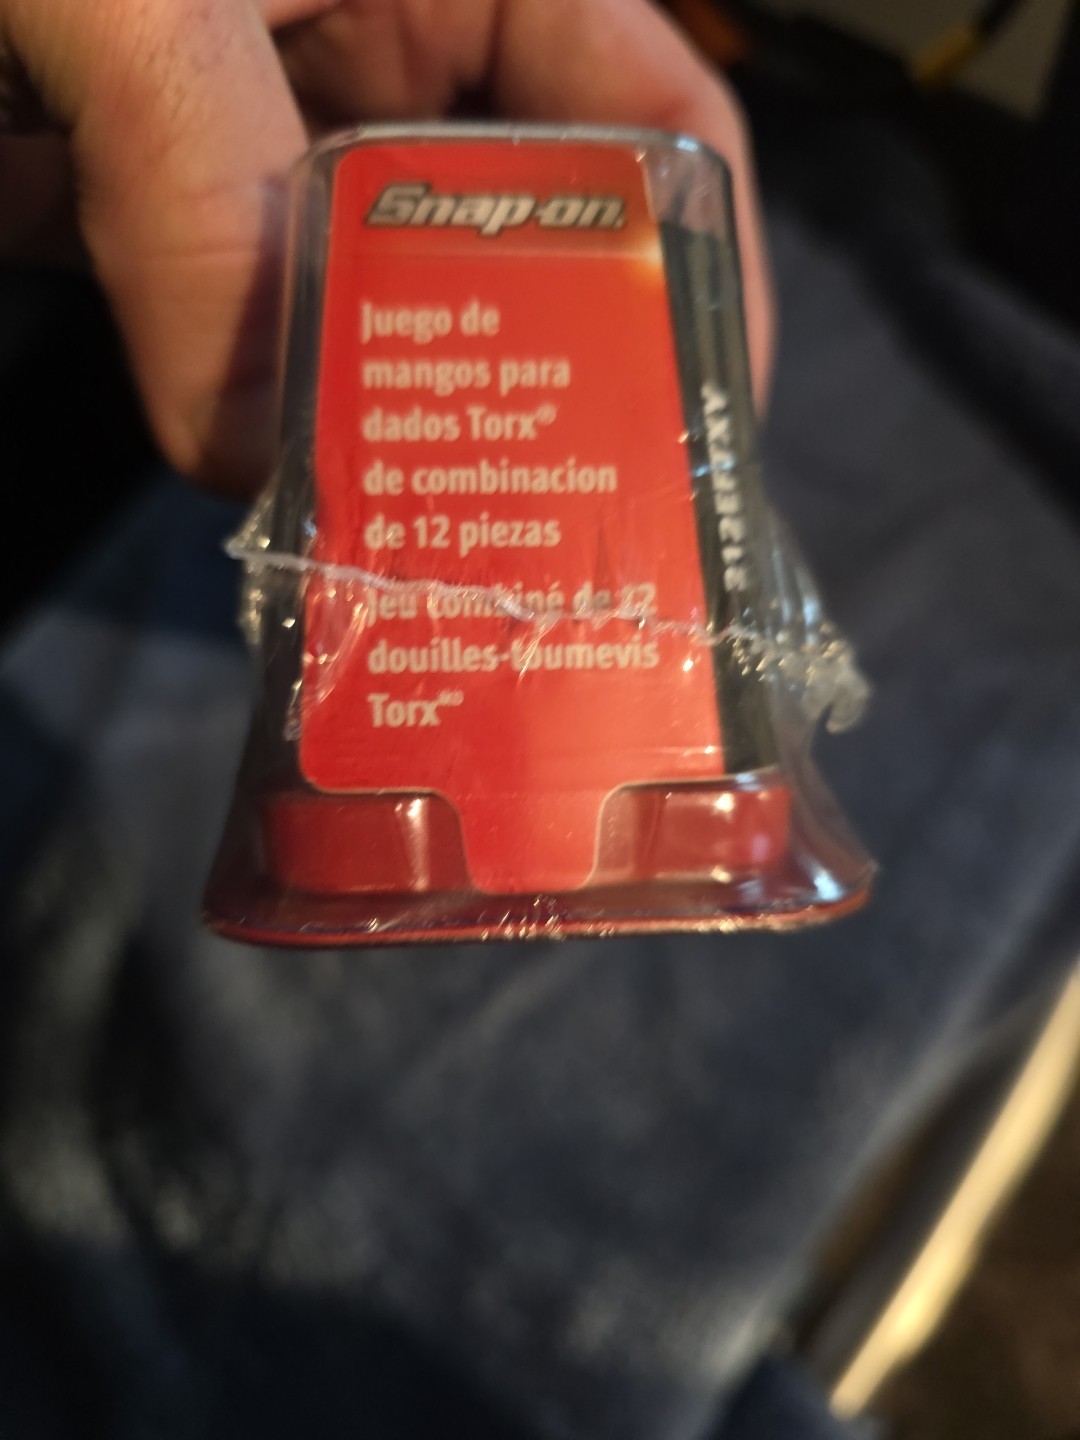 Snap-on
Juego de
mangos para
dados Torx®
de combinacion
de 12 piezas
Jeu combiné de 12
douilles-tournevis
Torx
312EFTXY